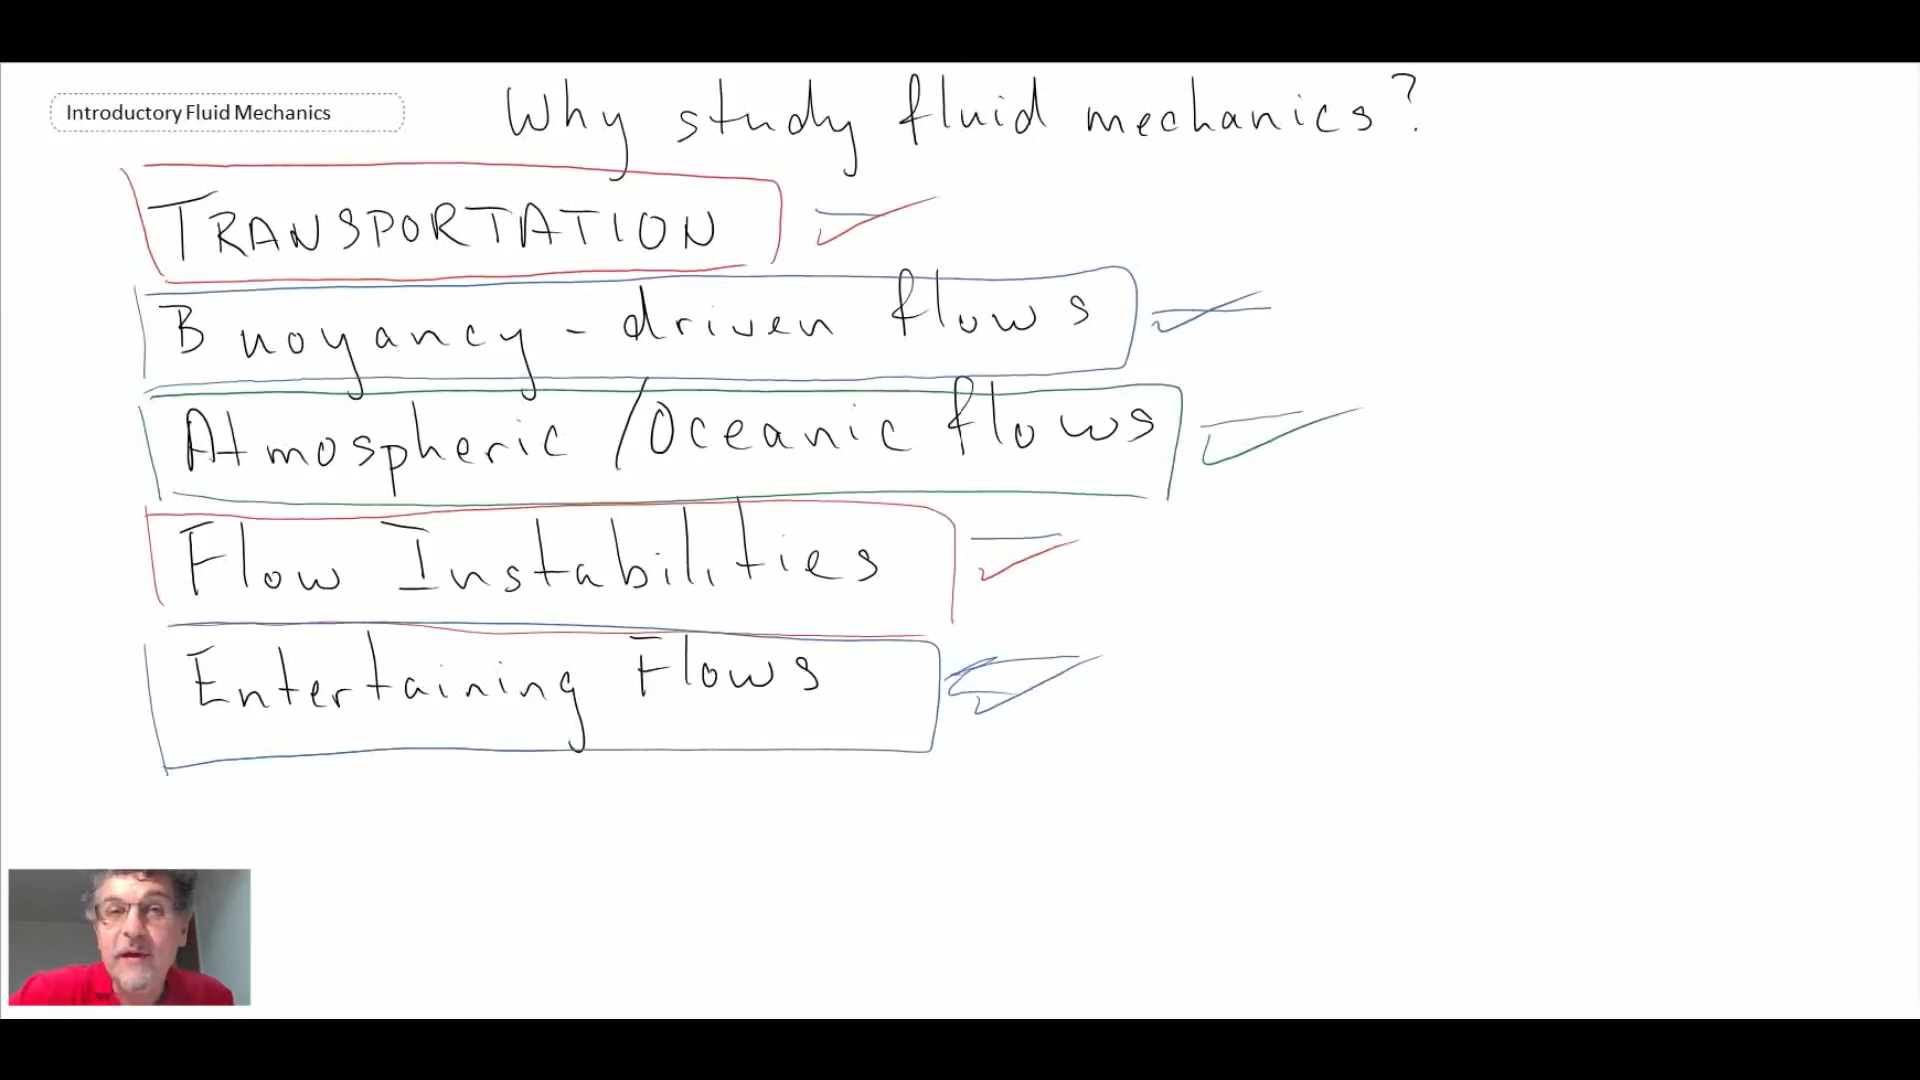 Introductory Fluid Mechanics
Why study fluid mechanics?
TRANSPORTATION
Buoyancy-driven flows
Atmospheric/Oceanic flows
Flow Instabilities
Entertaining Flows